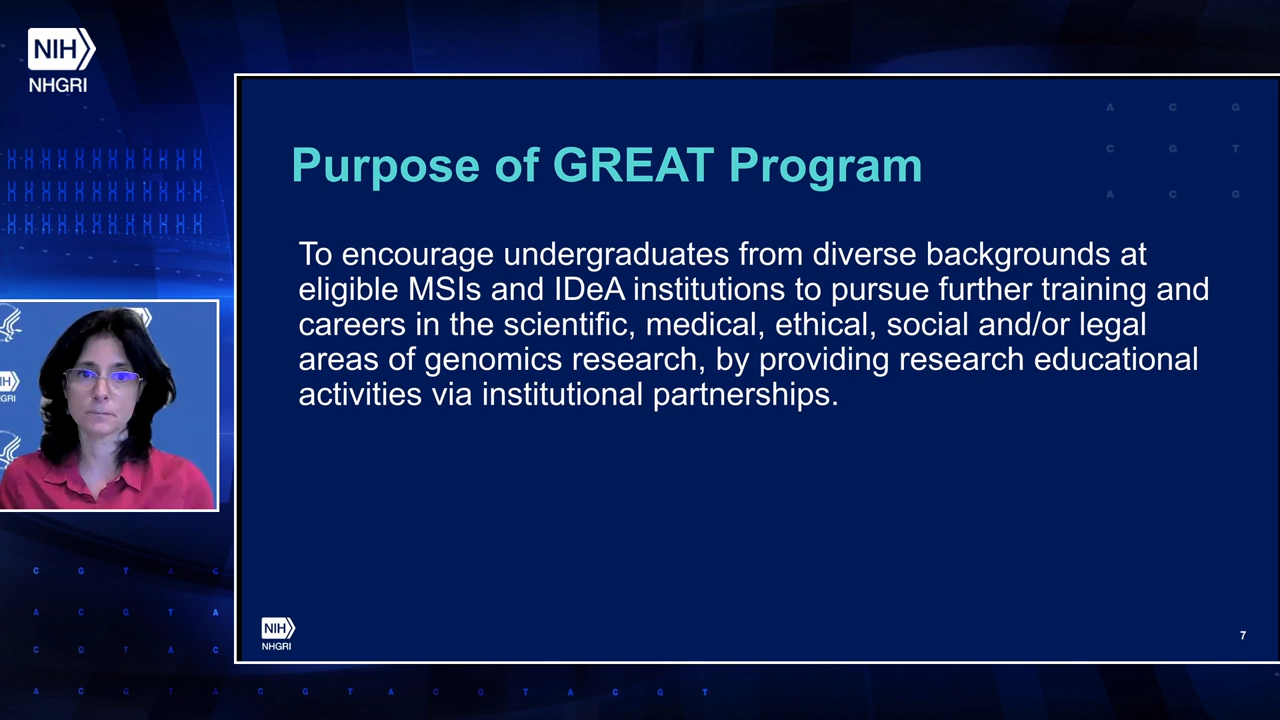 NIH
NHGRI
A C G
C G T
A C G
Purpose of GREAT Program
To encourage undergraduates from diverse backgrounds at
eligible MSIs and IDeA institutions to pursue further training and
careers in the scientific, medical, ethical, social and/or legal
areas of genomics research, by providing research educational
activities via institutional partnerships.
NIH
NHGRI
7
C G T A C
A C G T A
C G T A C
A C G T A C G T A C G T A C G T